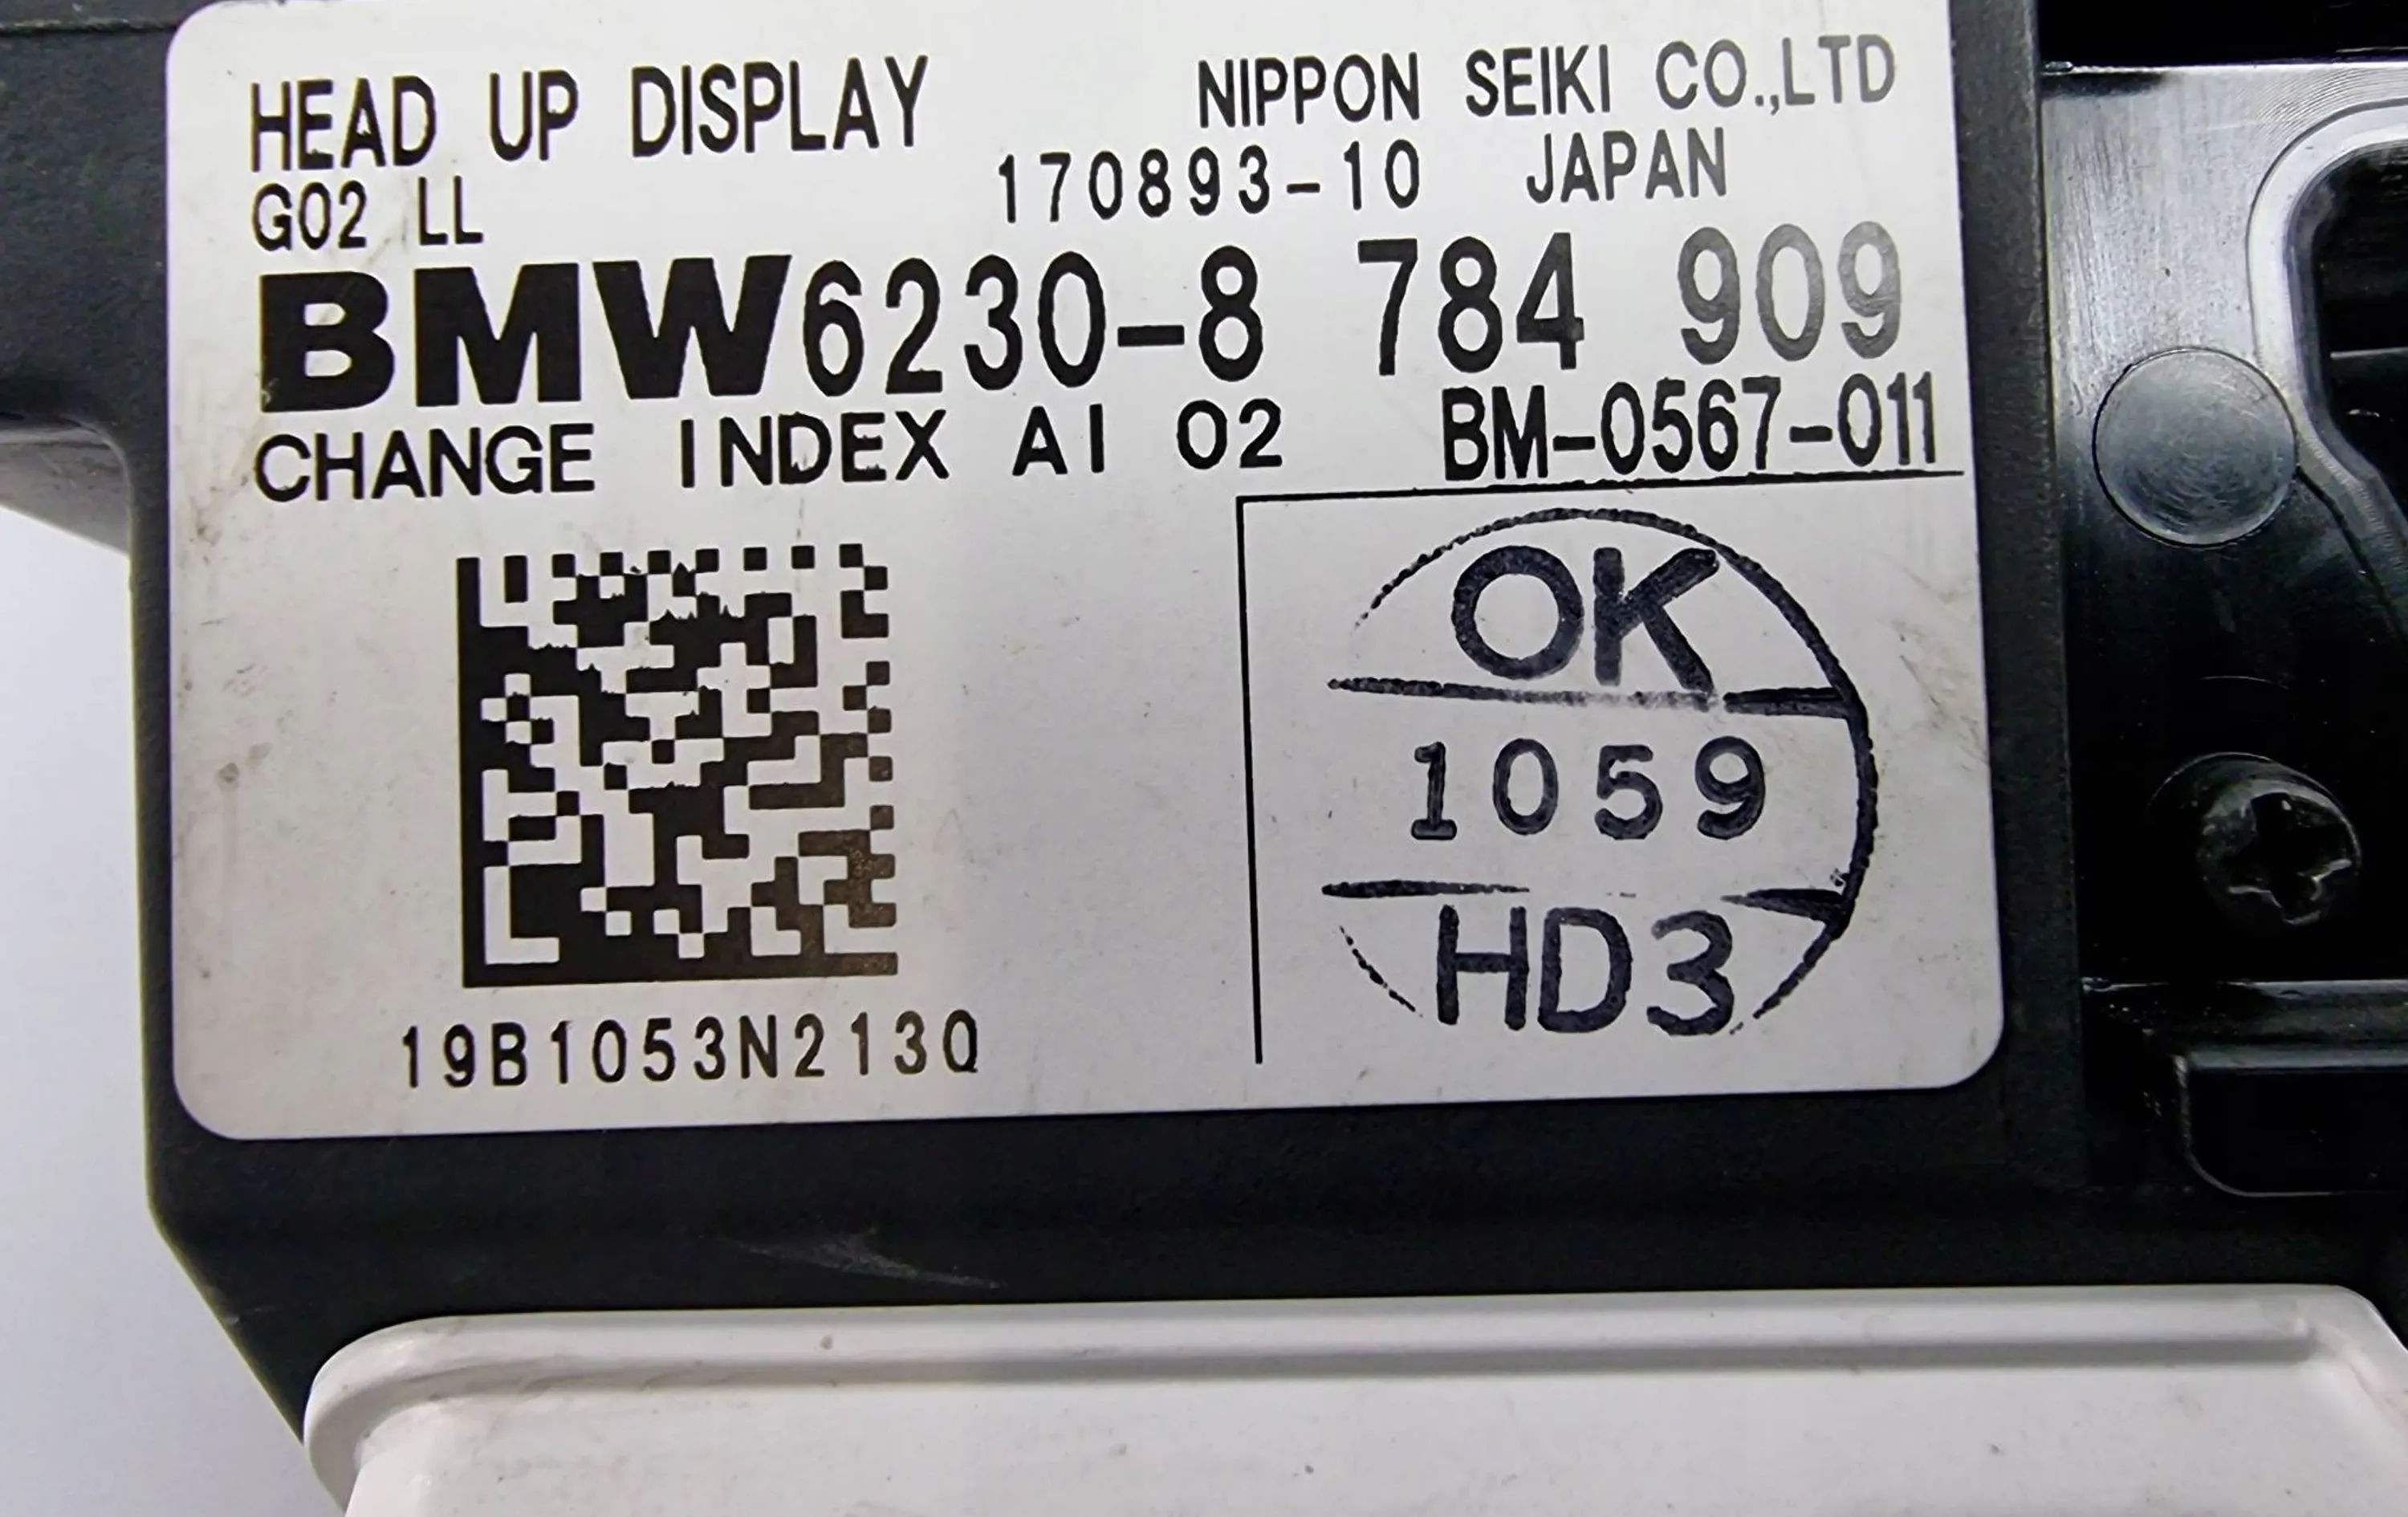 HEAD UP DISPLAY
NIPPON SEIKI CO.,LTD
G02 LL
170893-10 JAPAN
BMW6230-8 784 909
CHANGE INDEX AI 02
BM-0567-011
OK
1059
HD3
19B1053N213Q